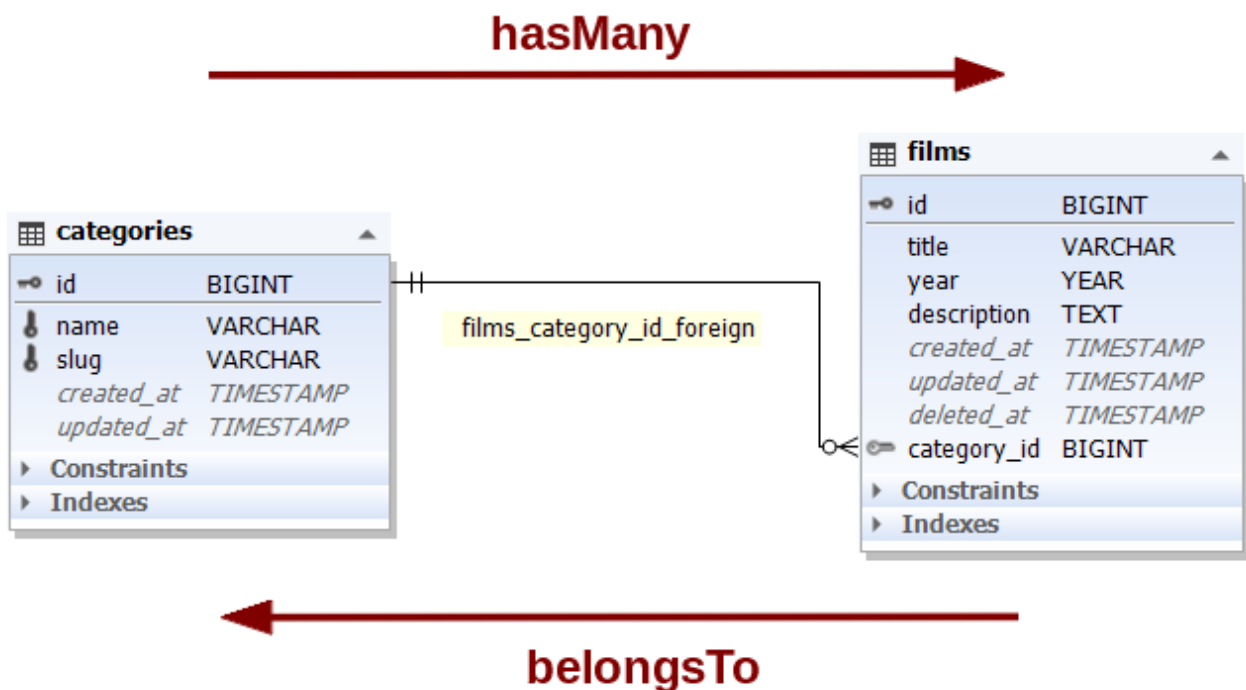 hasMany
categories
id BIGINT
name VARCHAR
slug VARCHAR
created_at TIMESTAMP
updated_at TIMESTAMP
Constraints
Indexes
films_category_id_foreign
films
id BIGINT
title VARCHAR
year YEAR
description TEXT
created_at TIMESTAMP
updated_at TIMESTAMP
deleted_at TIMESTAMP
category_id BIGINT
Constraints
Indexes
belongsTo